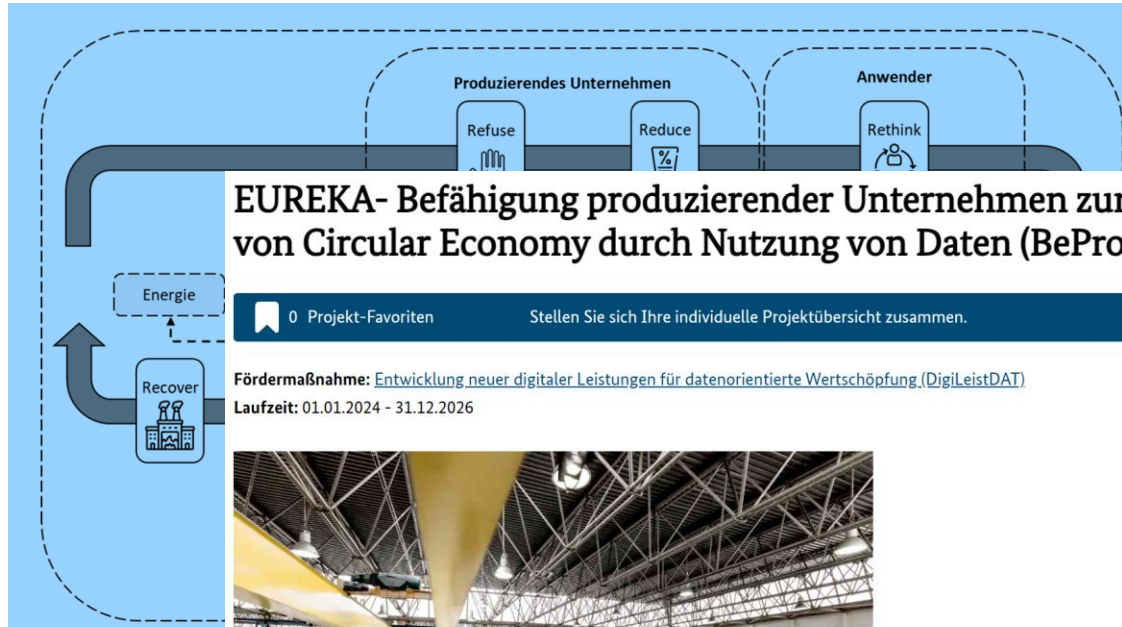 Produzierendes Unternehmen
Anwender
Refuse
Reduce
Rethink
%
EUREKA- Befähigung produzierender Unternehmen zur
von Circular Economy durch Nutzung von Daten (BePro
0 Projekt-Favoriten
Stellen Sie sich Ihre individuelle Projektübersicht zusammen.
Energie
Fördermaßnahme: Entwicklung neuer digitaler Leistungen für datenorientierte Wertschöpfung (DigiLeistDAT)
Laufzeit: 01.01.2024 - 31.12.2026
Recover